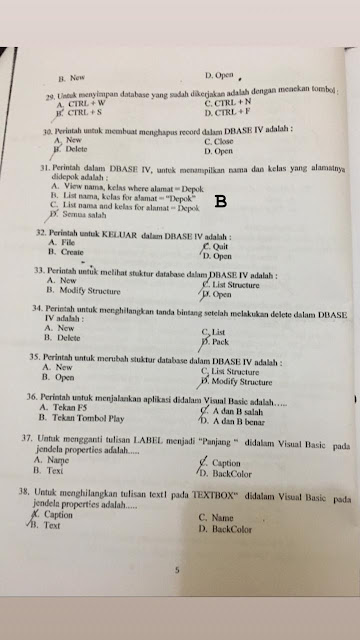 B. New D. Open
29. Untuk menyimpan database yang sudah dikerjakan adalah dengan menekan tombol :
A. CTRL + W C. CTRL + N
B. CTRL + S D. CTRL + F
30. Perintah untuk membuat menghapus record dalam DBASE IV adalah :
A. New C. Close
B. Delete D. Open
31. Perintah dalam DBASE IV, untuk menampilkan nama dan kelas yang alamatnya
didepok adalah :
A. View nama, kelas where alamat = Depok
B. List nama, kelas for alamat = "Depok"
C. List nama and kelas for alamat = Depok
D. Semua salah
B
32. Perintah untuk KELUAR dalam DBASE IV adalah :
A. File C. Quit
B. Create D. Open
33. Perintah untuk melihat stuktur database dalam DBASE IV adalah :
A. New C. List Structure
B. Modify Structure D. Open
34. Perintah untuk menghilangkan tanda bintang setelah melakukan delete dalam DBASE
IV adalah :
A. New C. List
B. Delete D. Pack
35. Perintah untuk merubah stuktur database dalam DBASE IV adalah :
A. New C. List Structure
B. Open D. Modify Structure
36. Perintah untuk menjalankan aplikasi didalam Visual Basic adalah.....
A. Tekan F5 C. A dan B salah
B. Tekan Tombol Play D. A dan B benar
37. Untuk mengganti tulisan LABEL menjadi "Panjang " didalam Visual Basic pada
jendela properties adalah.....
A. Name C. Caption
B. Text D. BackColor
38. Untuk menghilangkan tulisan text1 pada TEXTBOX" didalam Visual Basic pada
jendela properties adalah.....
A. Caption C. Name
B. Text D. BackColor
5